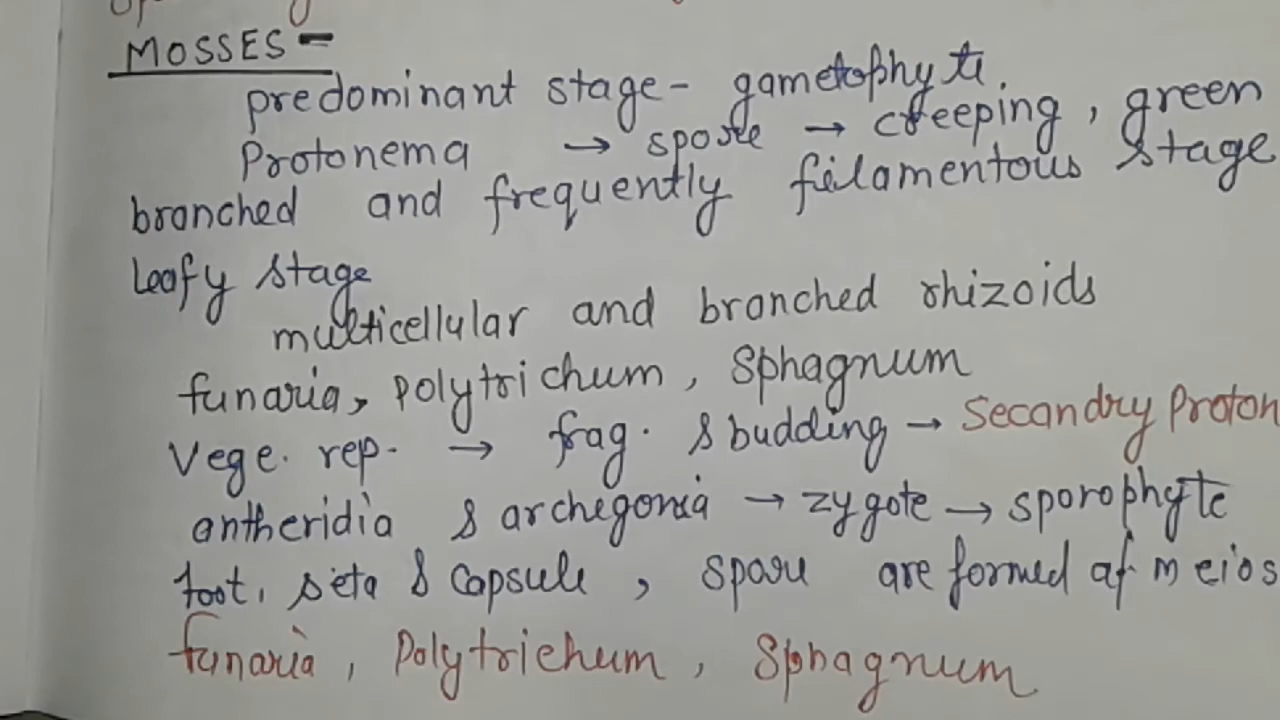 MOSSES -
predominant stage - gametophyte.
Protonema → spore → creeping, green
branched and frequently filamentous stage
Leafy stage
multicellular and branched rhizoids
funaria, Polytrichum, Sphagnum
Vege. rep. → frag. & budding → Secandry Proton
antheridia & archegonia → zygote → sporophyte
foot, seta & capsule, spore are formed af meios
funaria, Polytrichum, Sphagnum